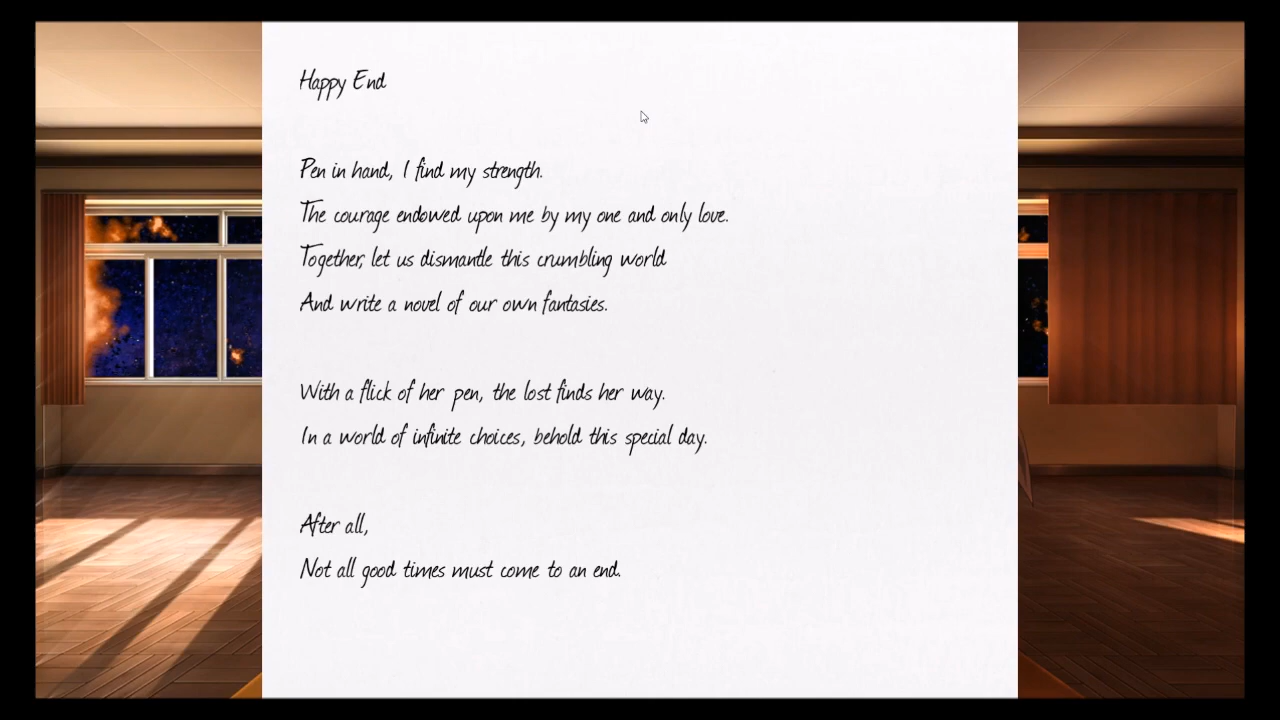 Happy End
Pen in hand, I find my strength.
The courage endowed upon me by my one and only love.
Together, let us dismantle this crumbling world
And write a novel of our own fantasies.
With a flick of her pen, the lost finds her way.
In a world of infinite choices, behold this special day.
After all,
Not all good times must come to an end.